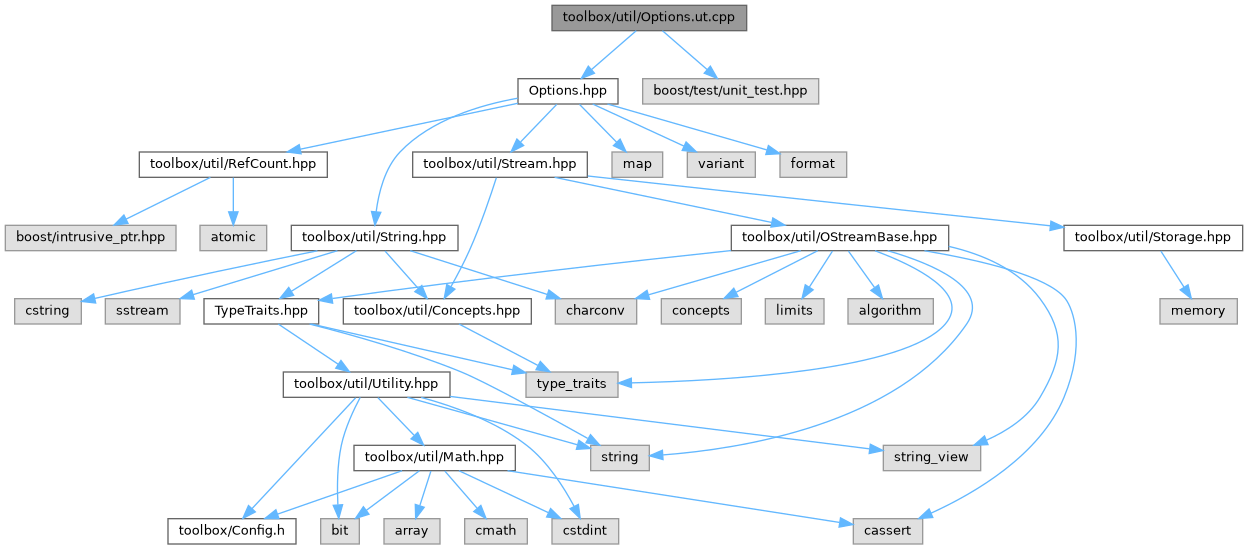 toolbox/util/Options.ut.cpp
Options.hpp
boost/test/unit_test.hpp
toolbox/util/RefCount.hpp
toolbox/util/Stream.hpp
map
variant
format
boost/intrusive_ptr.hpp
atomic
toolbox/util/String.hpp
toolbox/util/OStreamBase.hpp
toolbox/util/Storage.hpp
cstring
sstream
TypeTraits.hpp
toolbox/util/Concepts.hpp
charconv
concepts
limits
algorithm
memory
toolbox/util/Utility.hpp
type_traits
toolbox/util/Math.hpp
string
string_view
toolbox/Config.h
bit
array
cmath
cstdint
cassert